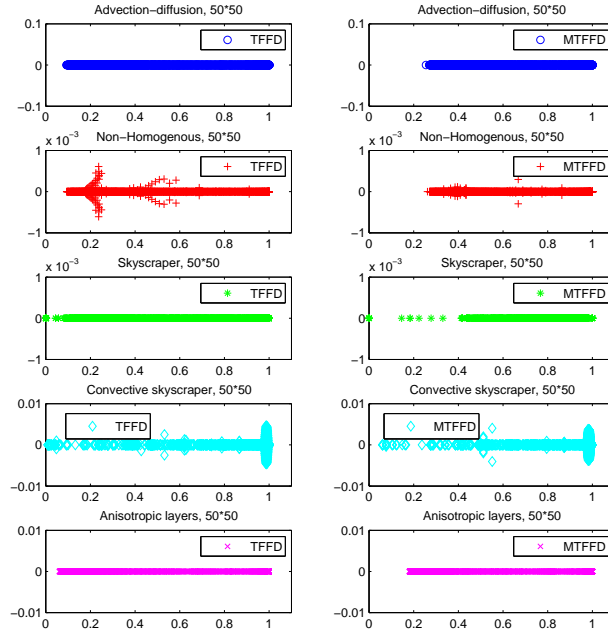 Advection−diffusion, 50*50
0.1
0
−0.1
0 0.2 0.4 0.6 0.8 1
TFFD
Advection−diffusion, 50*50
0.1
0
−0.1
0 0.2 0.4 0.6 0.8 1
MTFFD
x 10−3
Non−Homogenous, 50*50
1
0
−1
0 0.2 0.4 0.6 0.8 1
TFFD
x 10−3
Non−Homogenous, 50*50
1
0
−1
0 0.2 0.4 0.6 0.8 1
MTFFD
x 10−3
Skyscraper, 50*50
1
0
−1
0 0.2 0.4 0.6 0.8 1
TFFD
x 10−3
Skyscraper, 50*50
1
0
−1
0 0.2 0.4 0.6 0.8 1
MTFFD
Convective skyscraper, 50*50
0.01
0
−0.01
0 0.2 0.4 0.6 0.8 1
TFFD
Convective skyscraper, 50*50
0.01
0
−0.01
0 0.2 0.4 0.6 0.8 1
MTFFD
Anisotropic layers, 50*50
0.01
0
−0.01
0 0.2 0.4 0.6 0.8 1
TFFD
Anisotropic layers, 50*50
0.01
0
−0.01
0 0.2 0.4 0.6 0.8 1
MTFFD